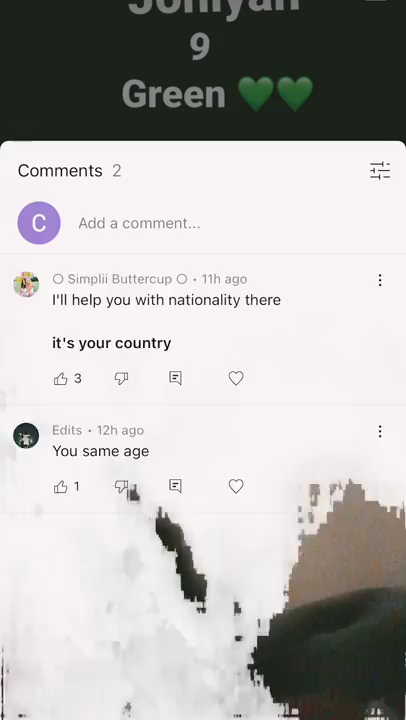 Joniyah
9
Green 💚💚
Comments 2
C
Add a comment...
Simplii Buttercup • 11h ago
I'll help you with nationality there
it's your country
3
Edits • 12h ago
You same age
1